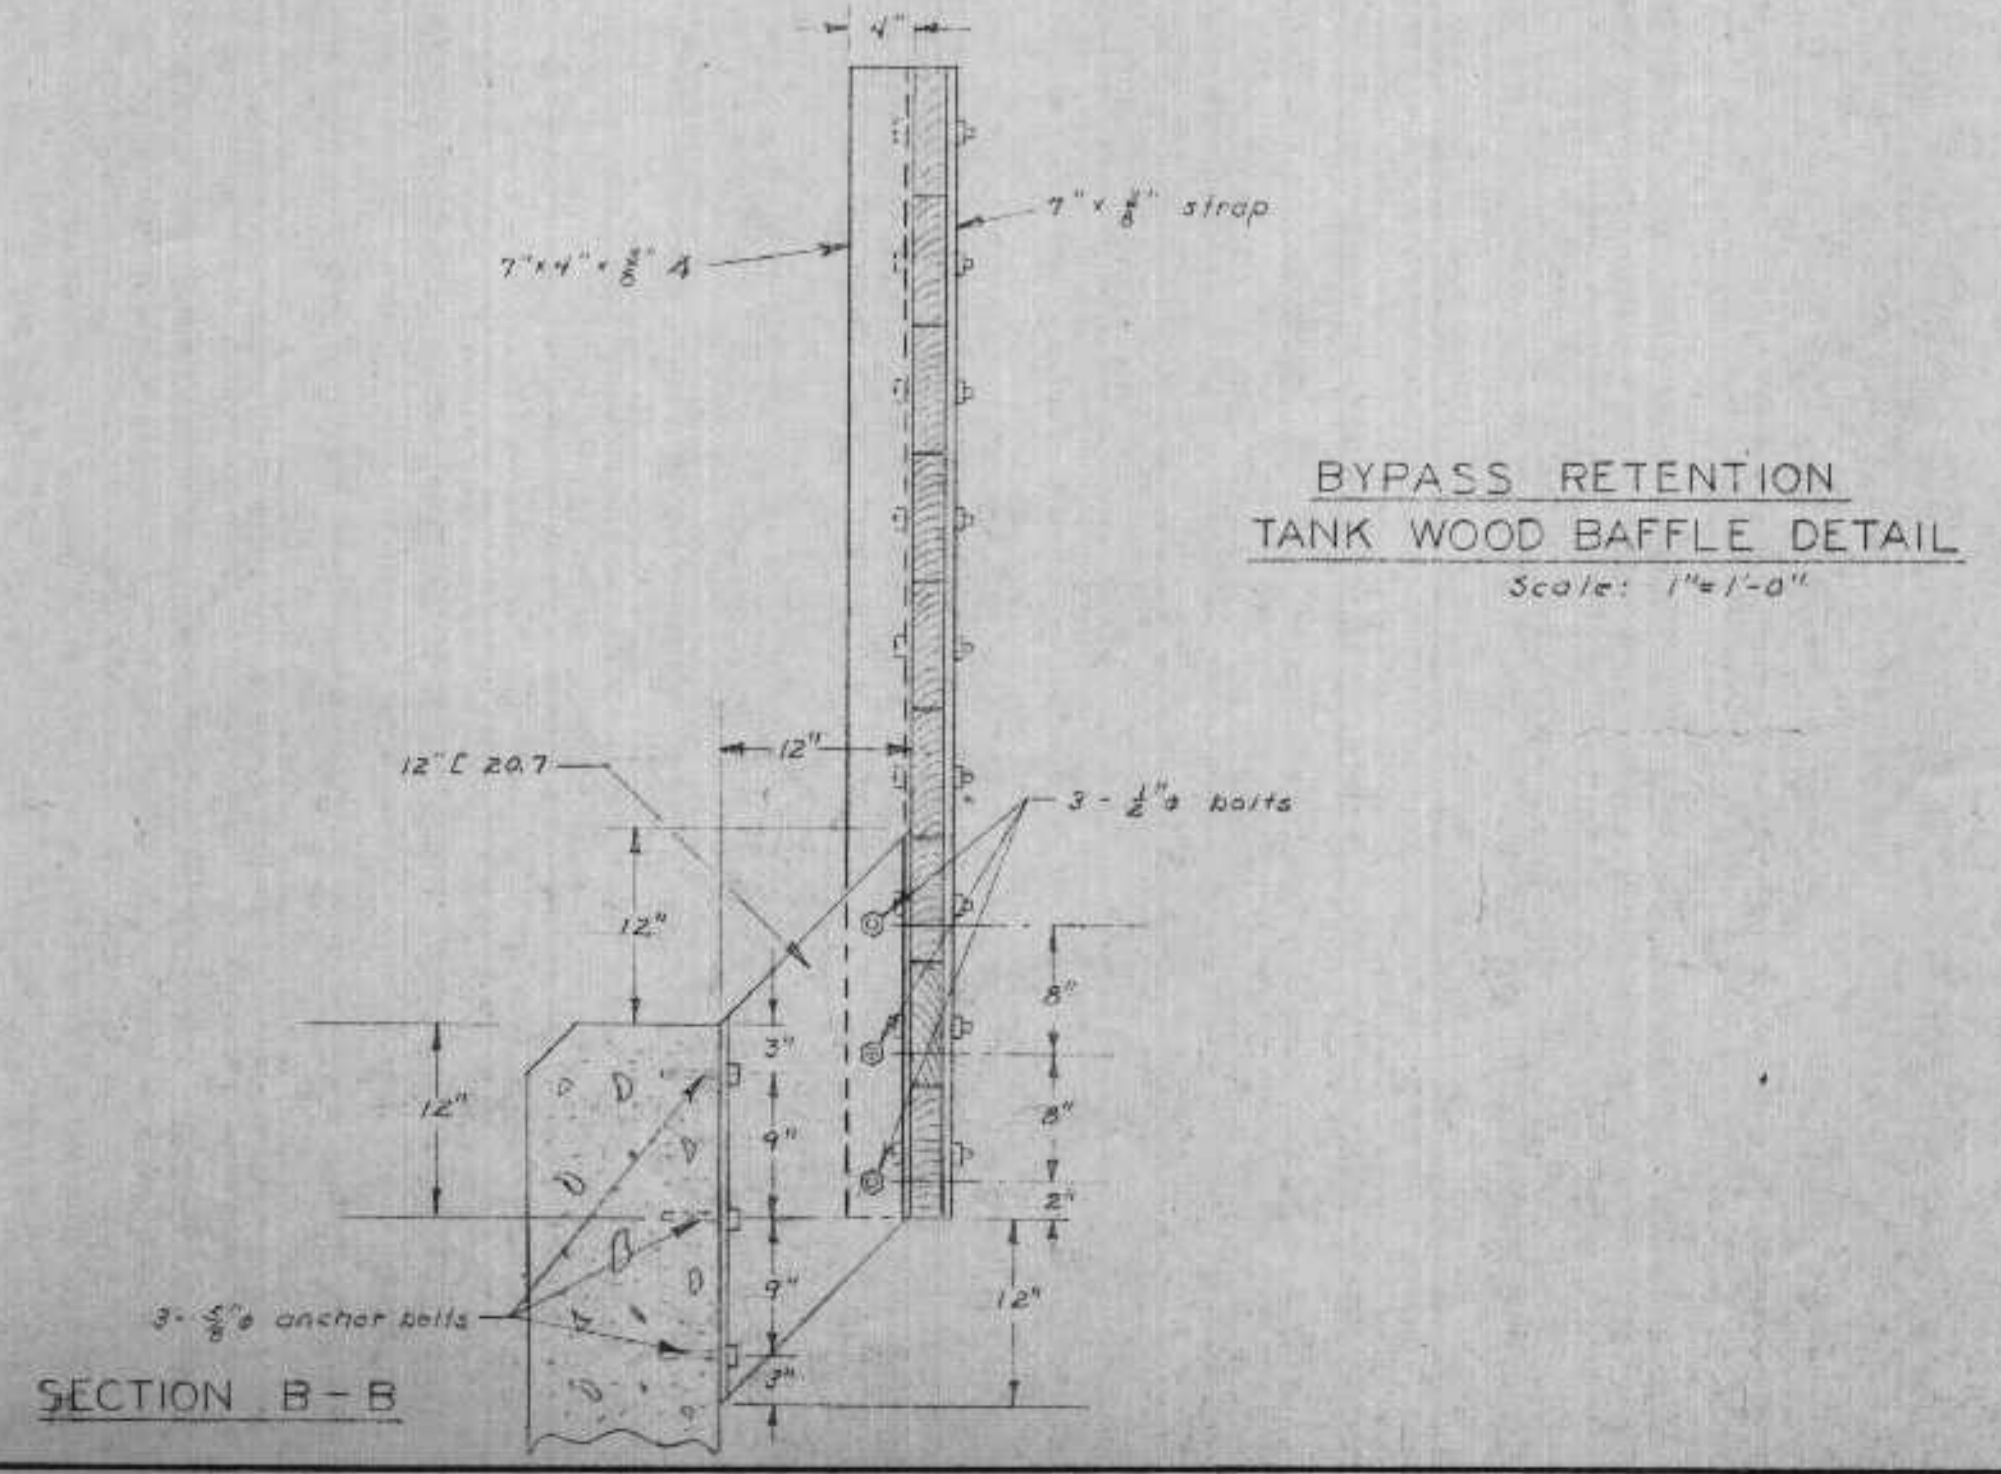 4"
7" x 3/8" strap
7" x 4" x 3/8" ∠
BYPASS RETENTION
TANK WOOD BAFFLE DETAIL
Scale: 1"=1'-0"
12"
12"[ 20.7
3 - 1/2"ø bolts
12"
8"
3"
12"
8"
9"
2"
9"
12"
3 - 5/8"ø anchor bolts
3"
SECTION B-B